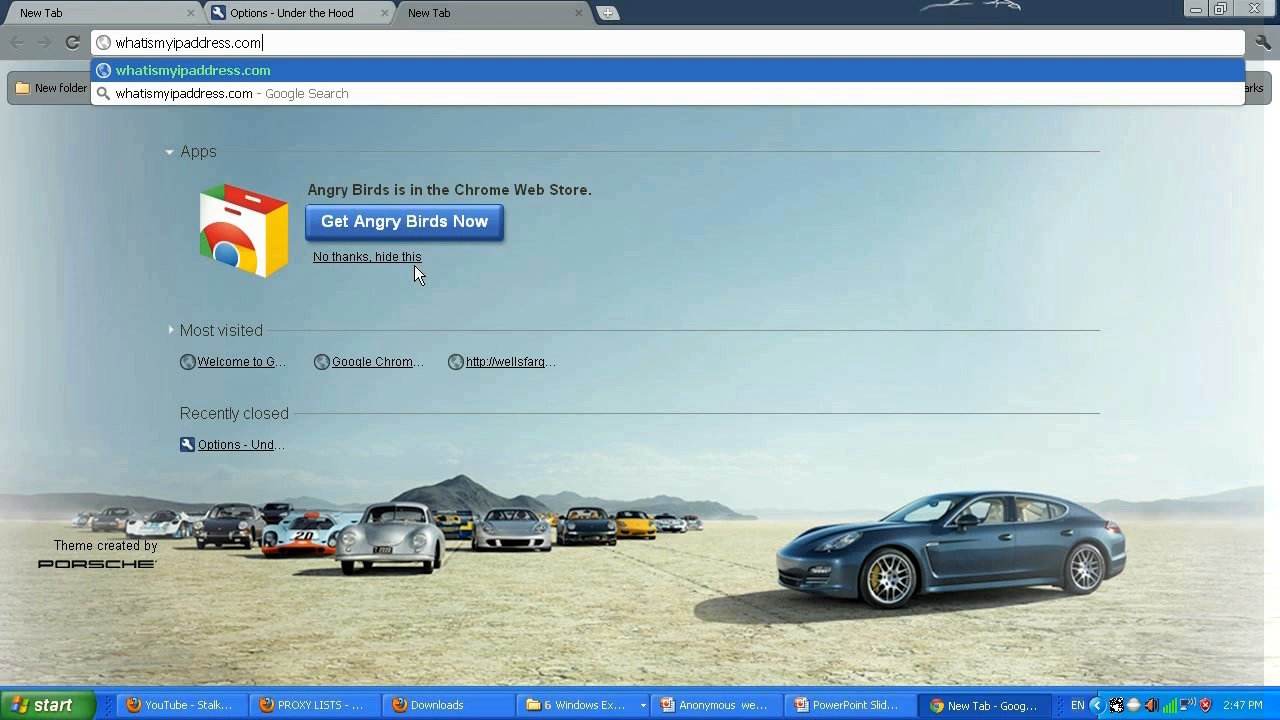 New Tab
Options - Under the Hood
New Tab
whatismyipaddress.com
whatismyipaddress.com
whatismyipaddress.com - Google Search
New folder
arks
Apps
Angry Birds is in the Chrome Web Store.
Get Angry Birds Now
No thanks, hide this
Most visited
Welcome to G...
Google Chrom...
http://wellsfarg...
Recently closed
Options - Und...
20
Theme created by
PORSCHE
start
YouTube - Stalk...
PROXY LISTS - ...
Downloads
6 Windows Ex...
Anonymous we...
PowerPoint Slid...
New Tab - Goog...
EN
2:47 PM